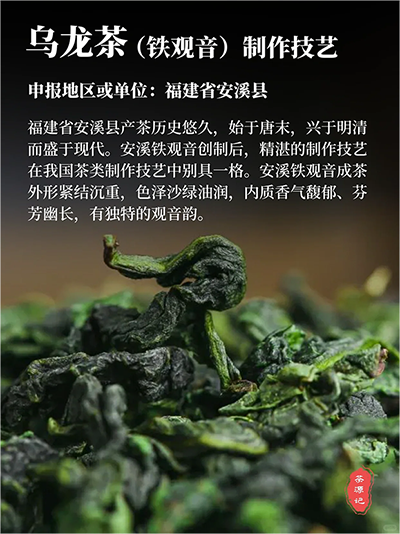 乌龙茶（铁观音）制作技艺
申报地区或单位：福建省安溪县
福建省安溪县产茶历史悠久，始于唐末，兴于明清
而盛于现代。安溪铁观音创制后，精湛的制作技艺
在我国茶类制作技艺中别具一格。安溪铁观音成茶
外形紧结沉重，色泽沙绿油润，内质香气馥郁、芬
芳幽长，有独特的观音韵。
茶源记